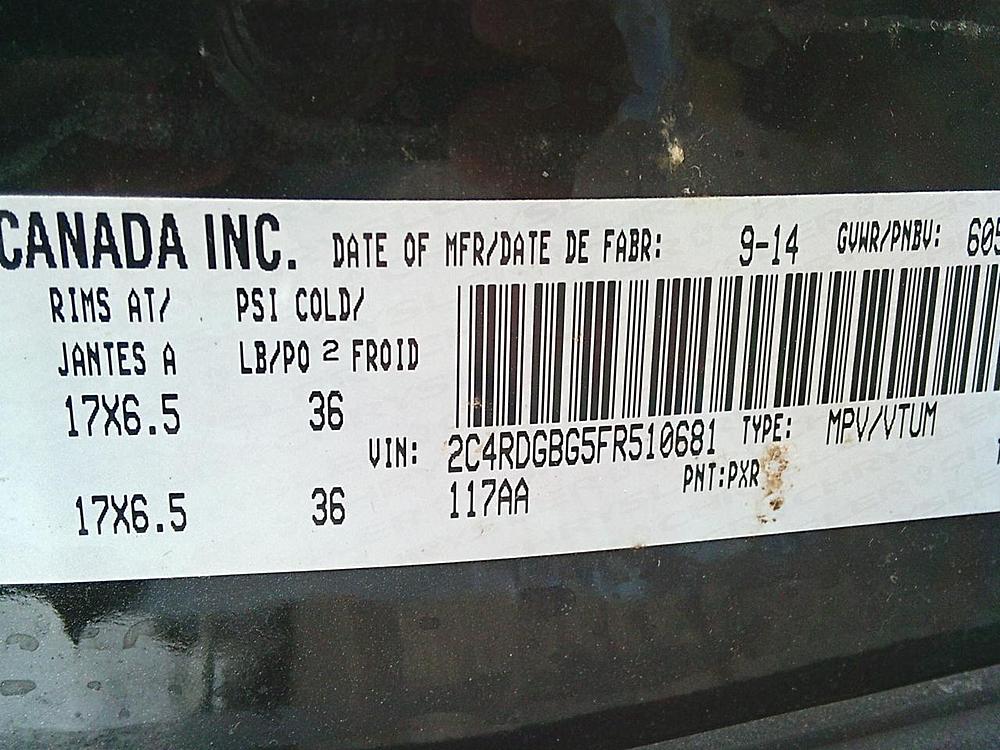 CANADA INC. DATE OF MFR/DATE DE FABR: 9-14 GVWR/PNBV:
RIMS AT/ PSI COLD/
JANTES A LB/PO 2 FROID
17X6.5 36
VIN: 2C4RDGBG5FR510681 TYPE: MPV/VTUM
17X6.5 36 117AA PNT:PXR